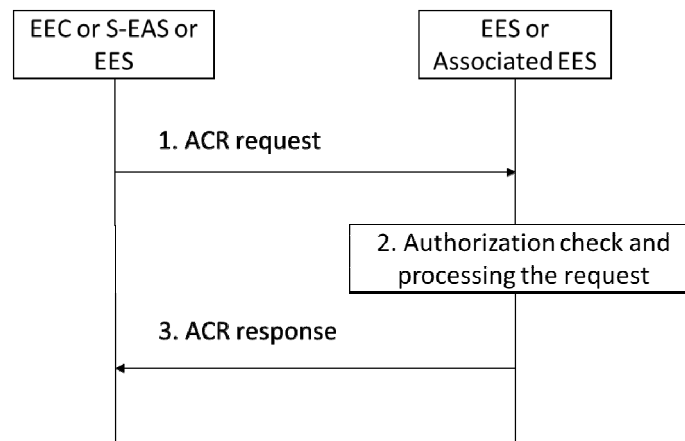 EEC or S-EAS or
EES
EES or
Associated EES
1. ACR request
2. Authorization check and
processing the request
3. ACR response